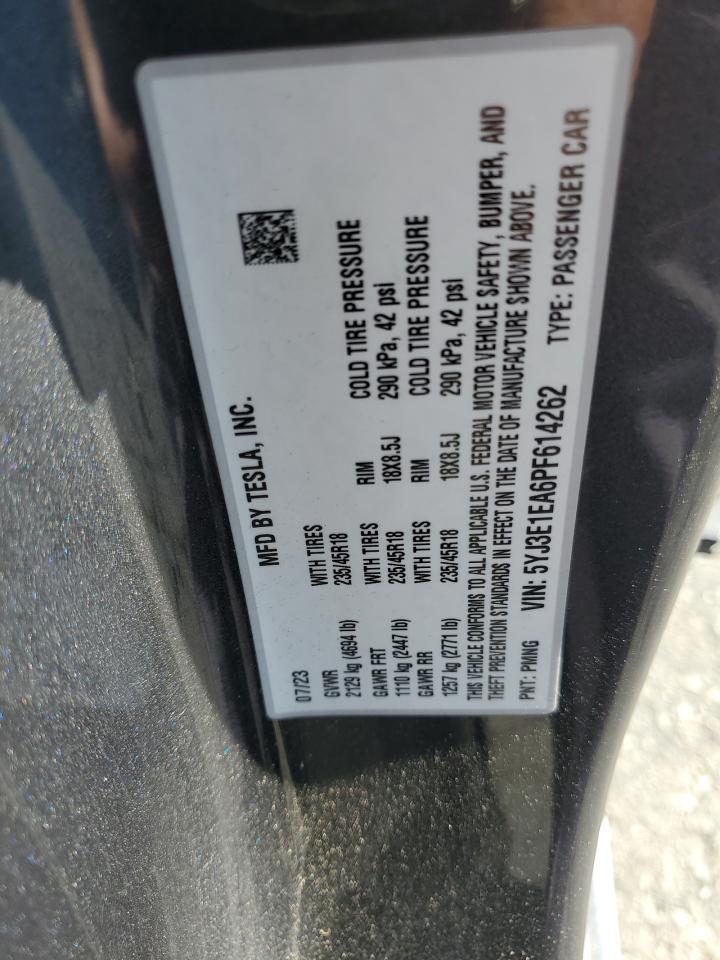 MFD BY TESLA, INC.
07/23
GVWR WITH TIRES
2129 kg (4694 lb) 235/45R18 RIM COLD TIRE PRESSURE
GAWR FRT WITH TIRES 18X8.5J 290 kPa, 42 psi
1110 kg (2447 lb) 235/45R18 RIM COLD TIRE PRESSURE
GAWR RR WITH TIRES
1257 kg (2771 lb) 235/45R18 18X8.5J 290 kPa, 42 psi
THIS VEHICLE CONFORMS TO ALL APPLICABLE U.S. FEDERAL MOTOR VEHICLE SAFETY, BUMPER, AND
THEFT PREVENTION STANDARDS IN EFFECT ON THE DATE OF MANUFACTURE SHOWN ABOVE.
PNT: PMNG VIN: 5YJ3E1EA6PF614262 TYPE: PASSENGER CAR